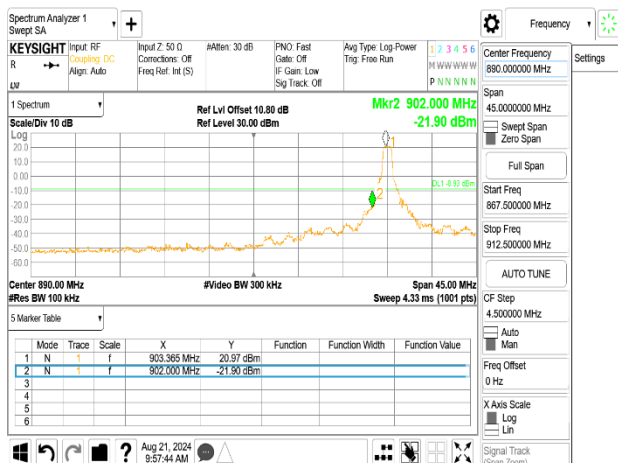 Spectrum Analyzer 1
Swept SA
Frequency
KEYSIGHT
R
Input: RF
Coupling: DC
Align: Auto
Input Z: 50 Ω
Corrections: Off
Freq Ref: Int (S)
#Atten: 30 dB
PNO: Fast
Gate: Off
IF Gain: Low
Sig Track: Off
Avg Type: Log-Power
Trig: Free Run
1 2 3 4 5 6
M W W W W W
P N N N N N
1 Spectrum
Scale/Div 10 dB
Ref Lvl Offset 10.80 dB
Ref Level 30.00 dBm
Mkr2 902.000 MHz
-21.90 dBm
Log
20.0
10.0
0.00
-10.0
-20.0
-30.0
-40.0
-50.0
-60.0
1
2
DL1 -8.93 dBm
Center 890.00 MHz
#Video BW 300 kHz
Span 45.00 MHz
#Res BW 100 kHz
Sweep 4.33 ms (1001 pts)
5 Marker Table
Mode Trace Scale X Y Function Function Width Function Value
1 N 1 f 903.365 MHz 20.97 dBm
2 N 1 f 902.000 MHz -21.90 dBm
3
4
5
6
Aug 21, 2024
9:57:44 AM
Center Frequency
890.000000 MHz
Settings
Span
45.0000000 MHz
Swept Span
Zero Span
Full Span
Start Freq
867.500000 MHz
Stop Freq
912.500000 MHz
AUTO TUNE
CF Step
4.500000 MHz
Auto
Man
Freq Offset
0 Hz
X Axis Scale
Log
Lin
Signal Track
(Span Zoom)